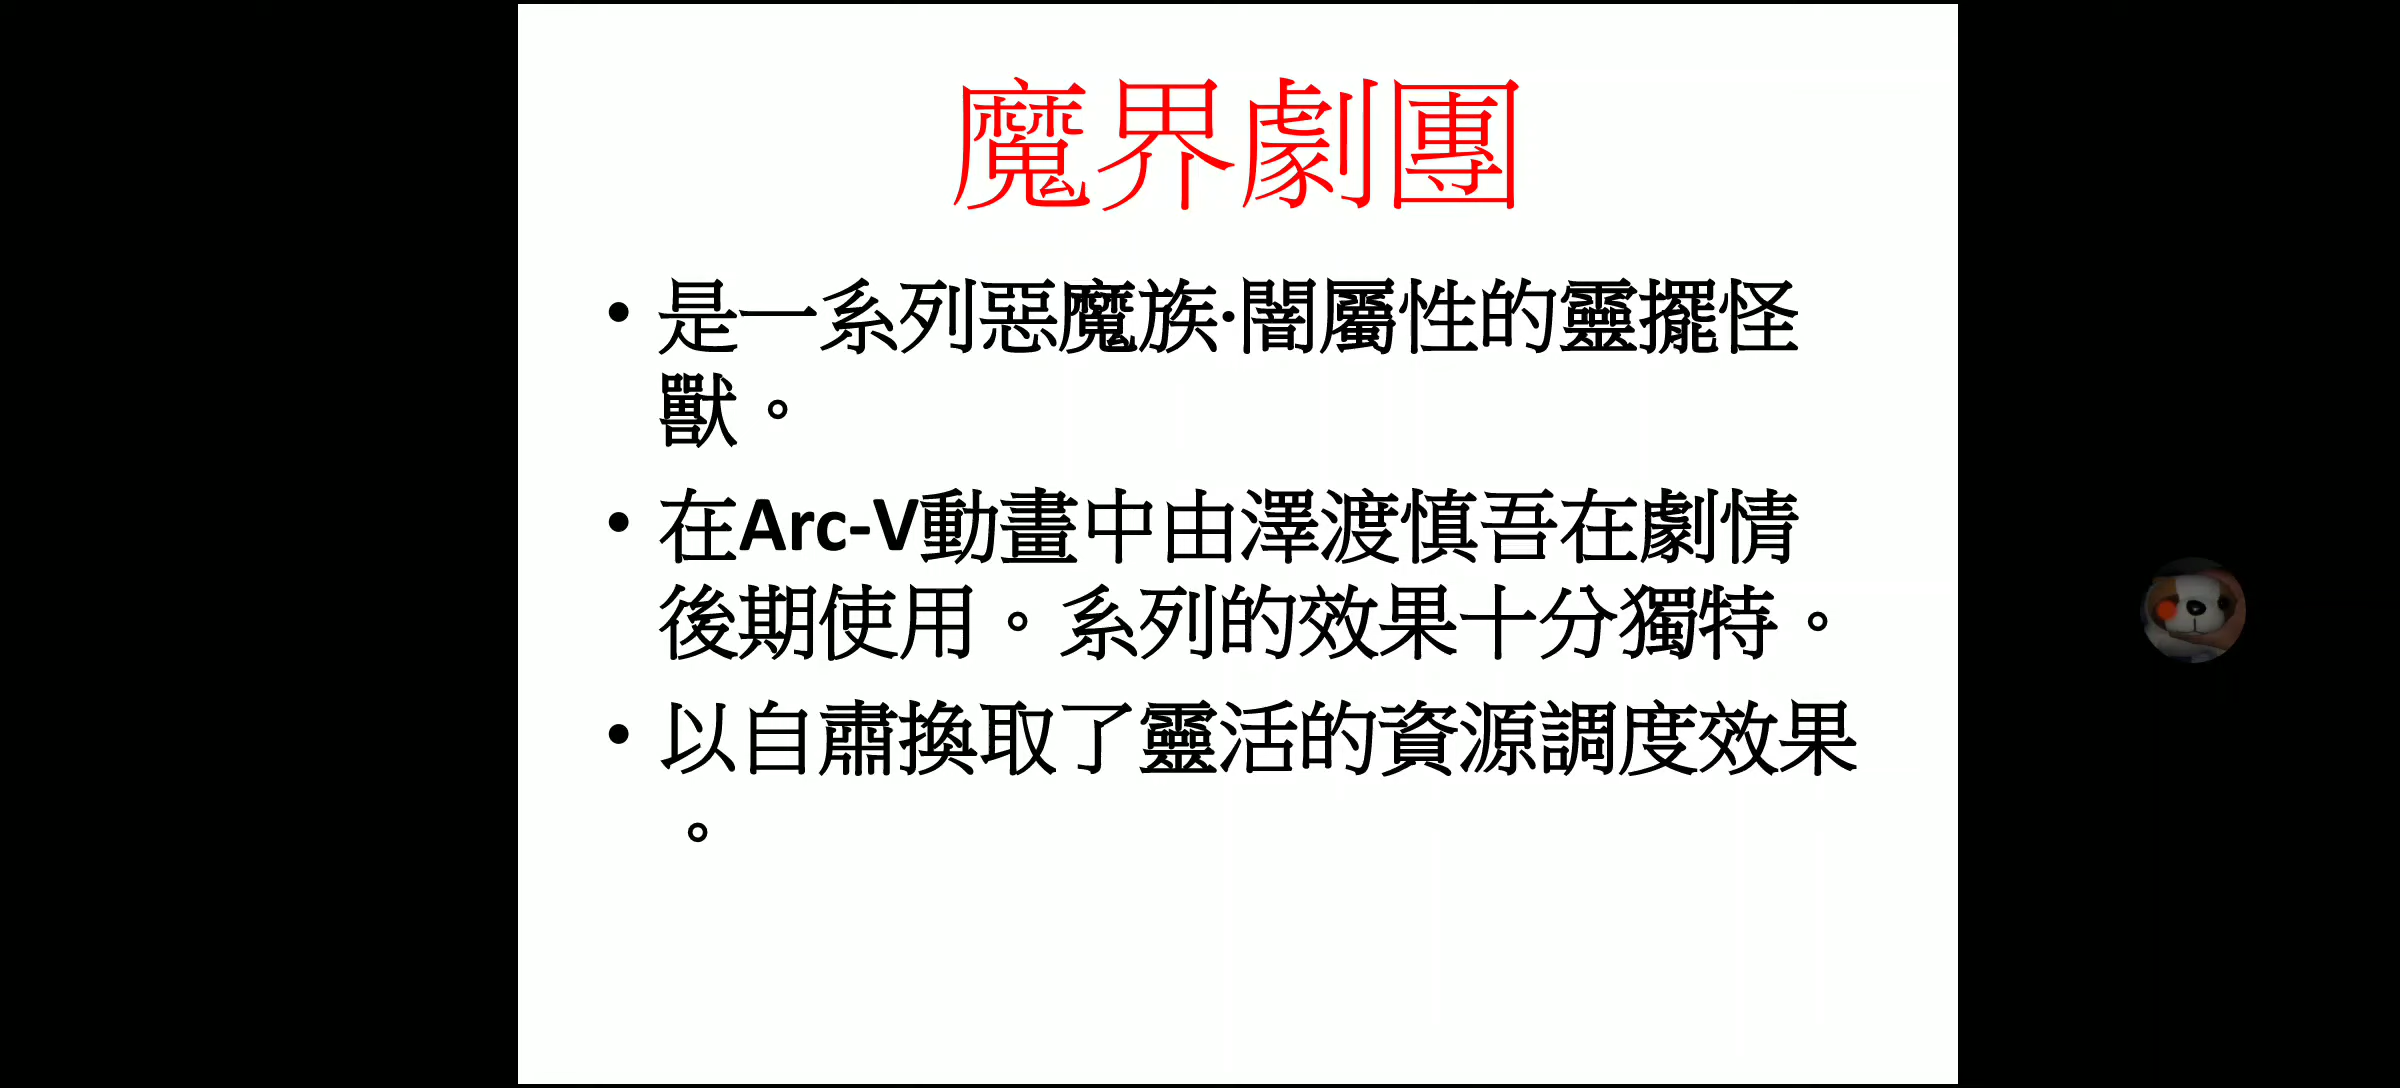 魔界劇團
• 是一系列惡魔族·闇屬性的靈擺怪
獸。
• 在Arc-V動畫中由澤渡慎吾在劇情
後期使用。系列的效果十分獨特。
• 以自肅換取了靈活的資源調度效果
。